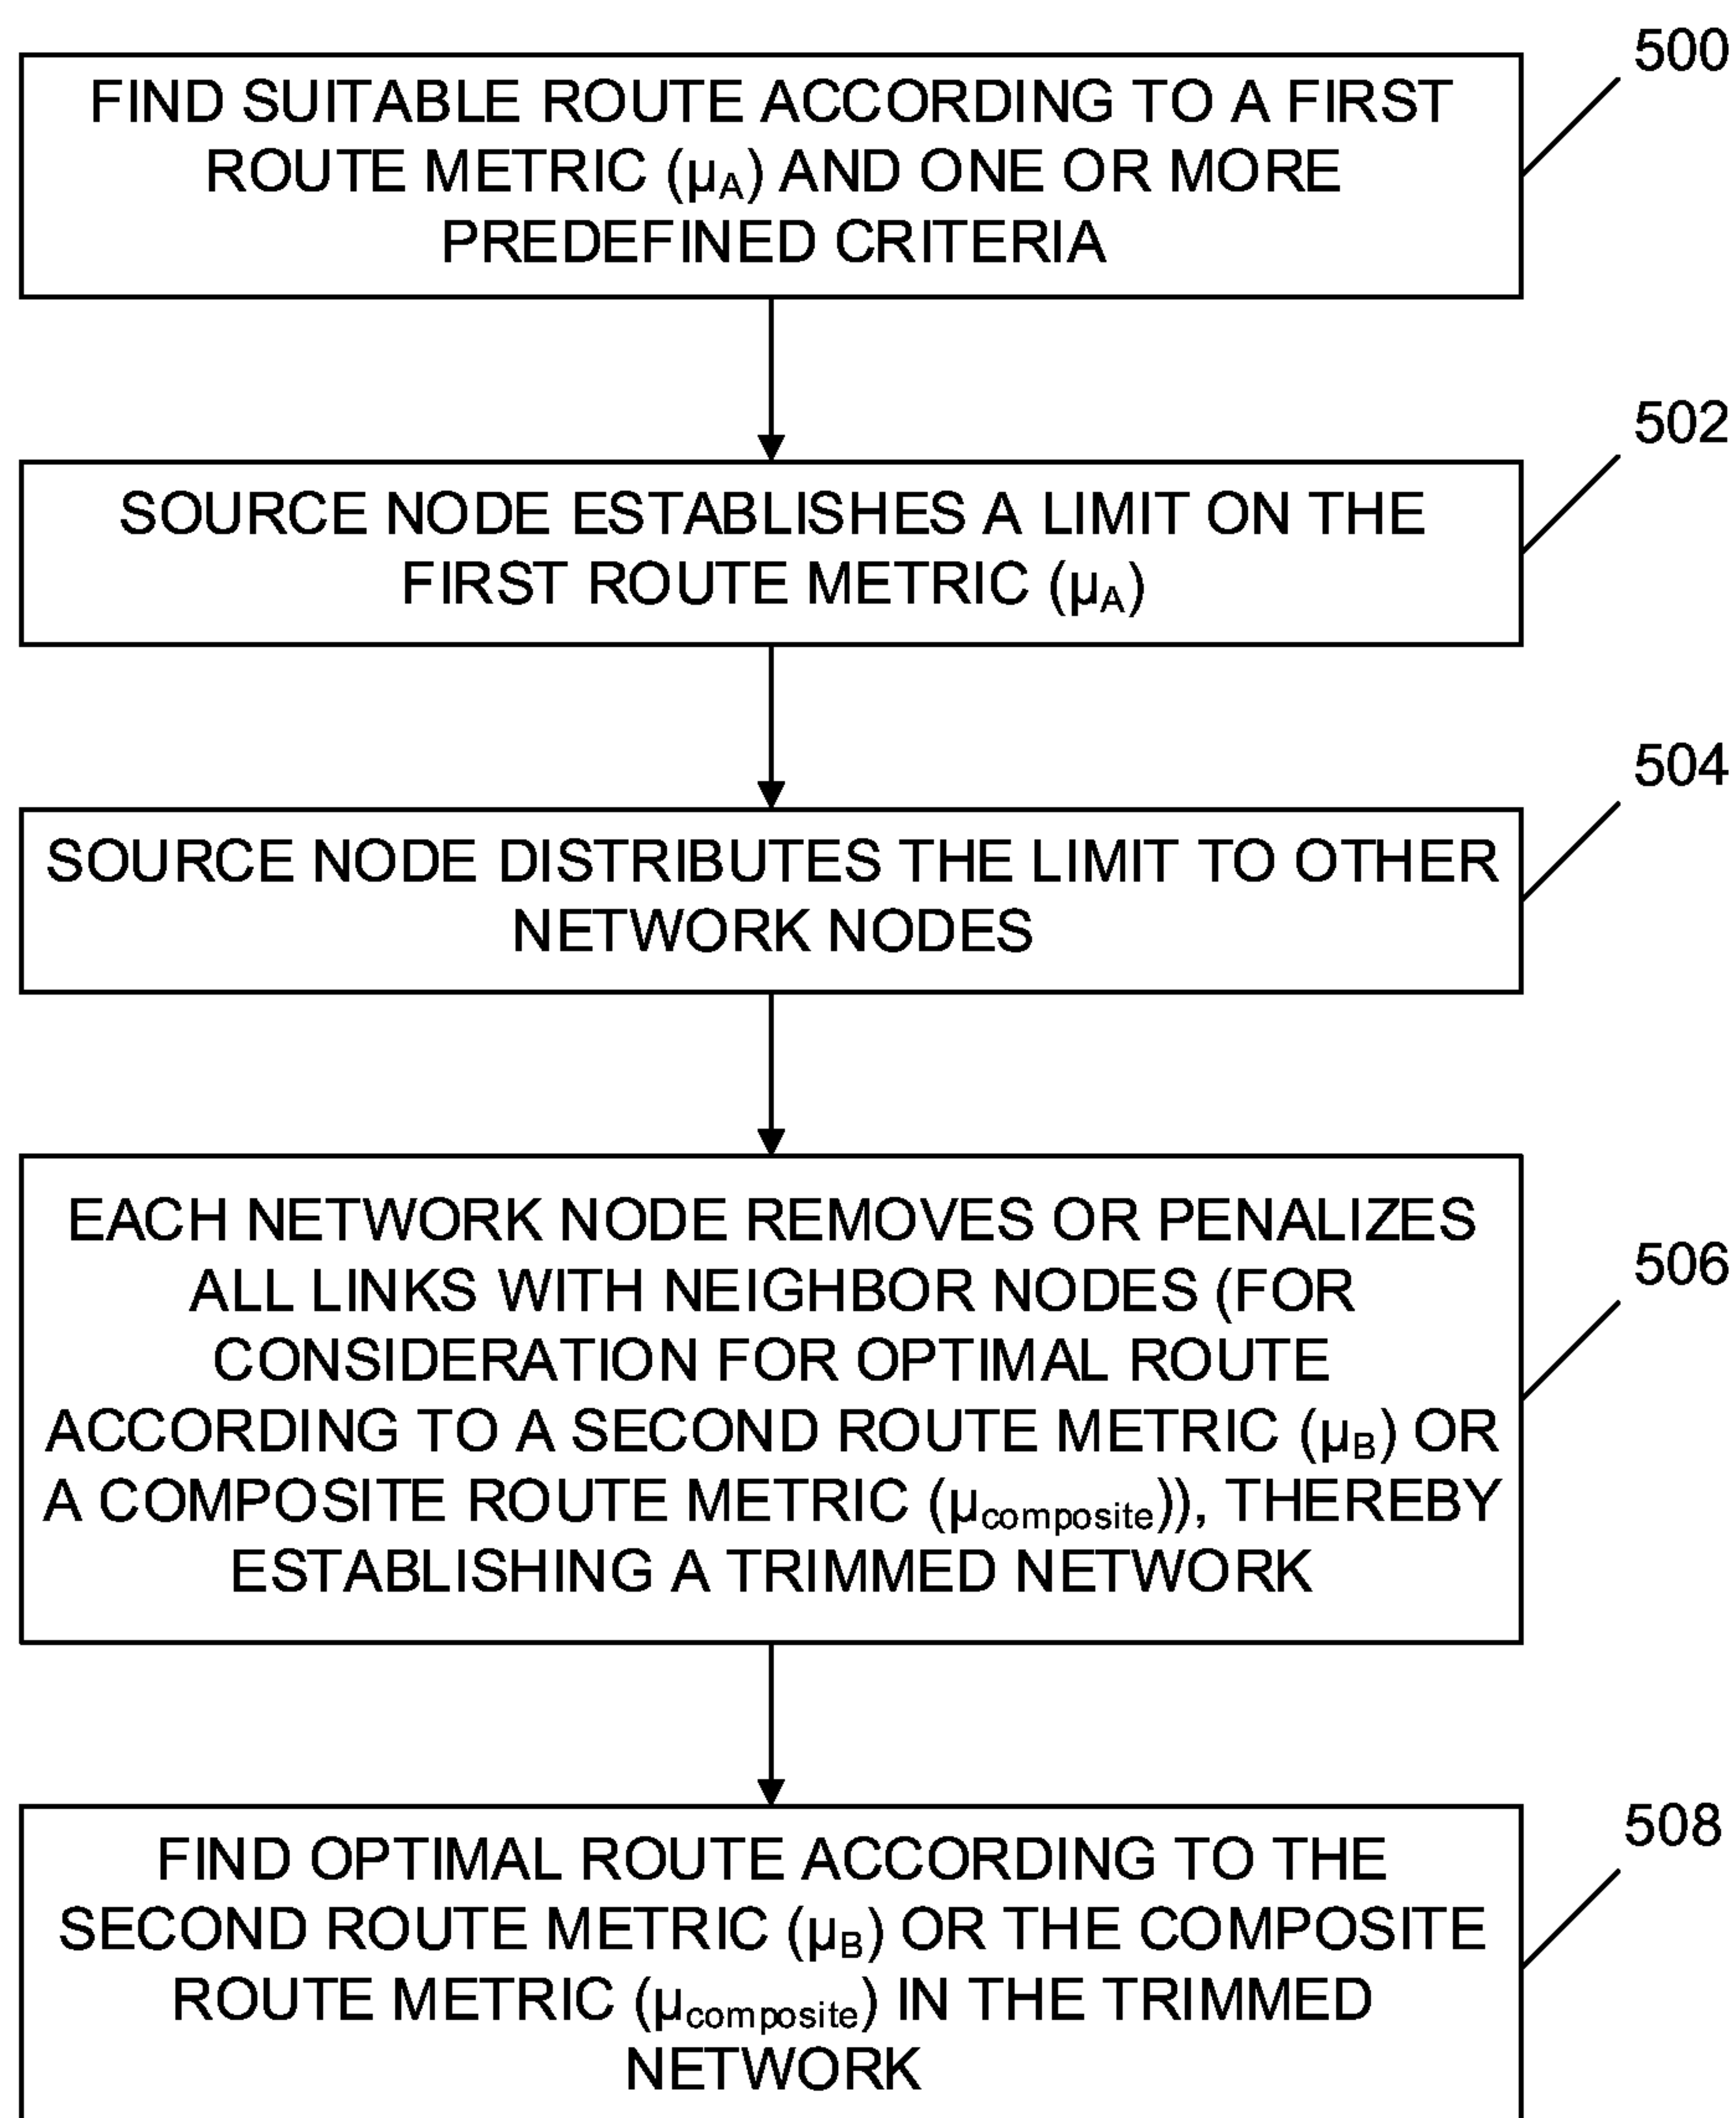 500
FIND SUITABLE ROUTE ACCORDING TO A FIRST
ROUTE METRIC (μA) AND ONE OR MORE
PREDEFINED CRITERIA
502
SOURCE NODE ESTABLISHES A LIMIT ON THE
FIRST ROUTE METRIC (μA)
504
SOURCE NODE DISTRIBUTES THE LIMIT TO OTHER
NETWORK NODES
506
EACH NETWORK NODE REMOVES OR PENALIZES
ALL LINKS WITH NEIGHBOR NODES (FOR
CONSIDERATION FOR OPTIMAL ROUTE
ACCORDING TO A SECOND ROUTE METRIC (μB) OR
A COMPOSITE ROUTE METRIC (μcomposite)), THEREBY
ESTABLISHING A TRIMMED NETWORK
508
FIND OPTIMAL ROUTE ACCORDING TO THE
SECOND ROUTE METRIC (μB) OR THE COMPOSITE
ROUTE METRIC (μcomposite) IN THE TRIMMED
NETWORK